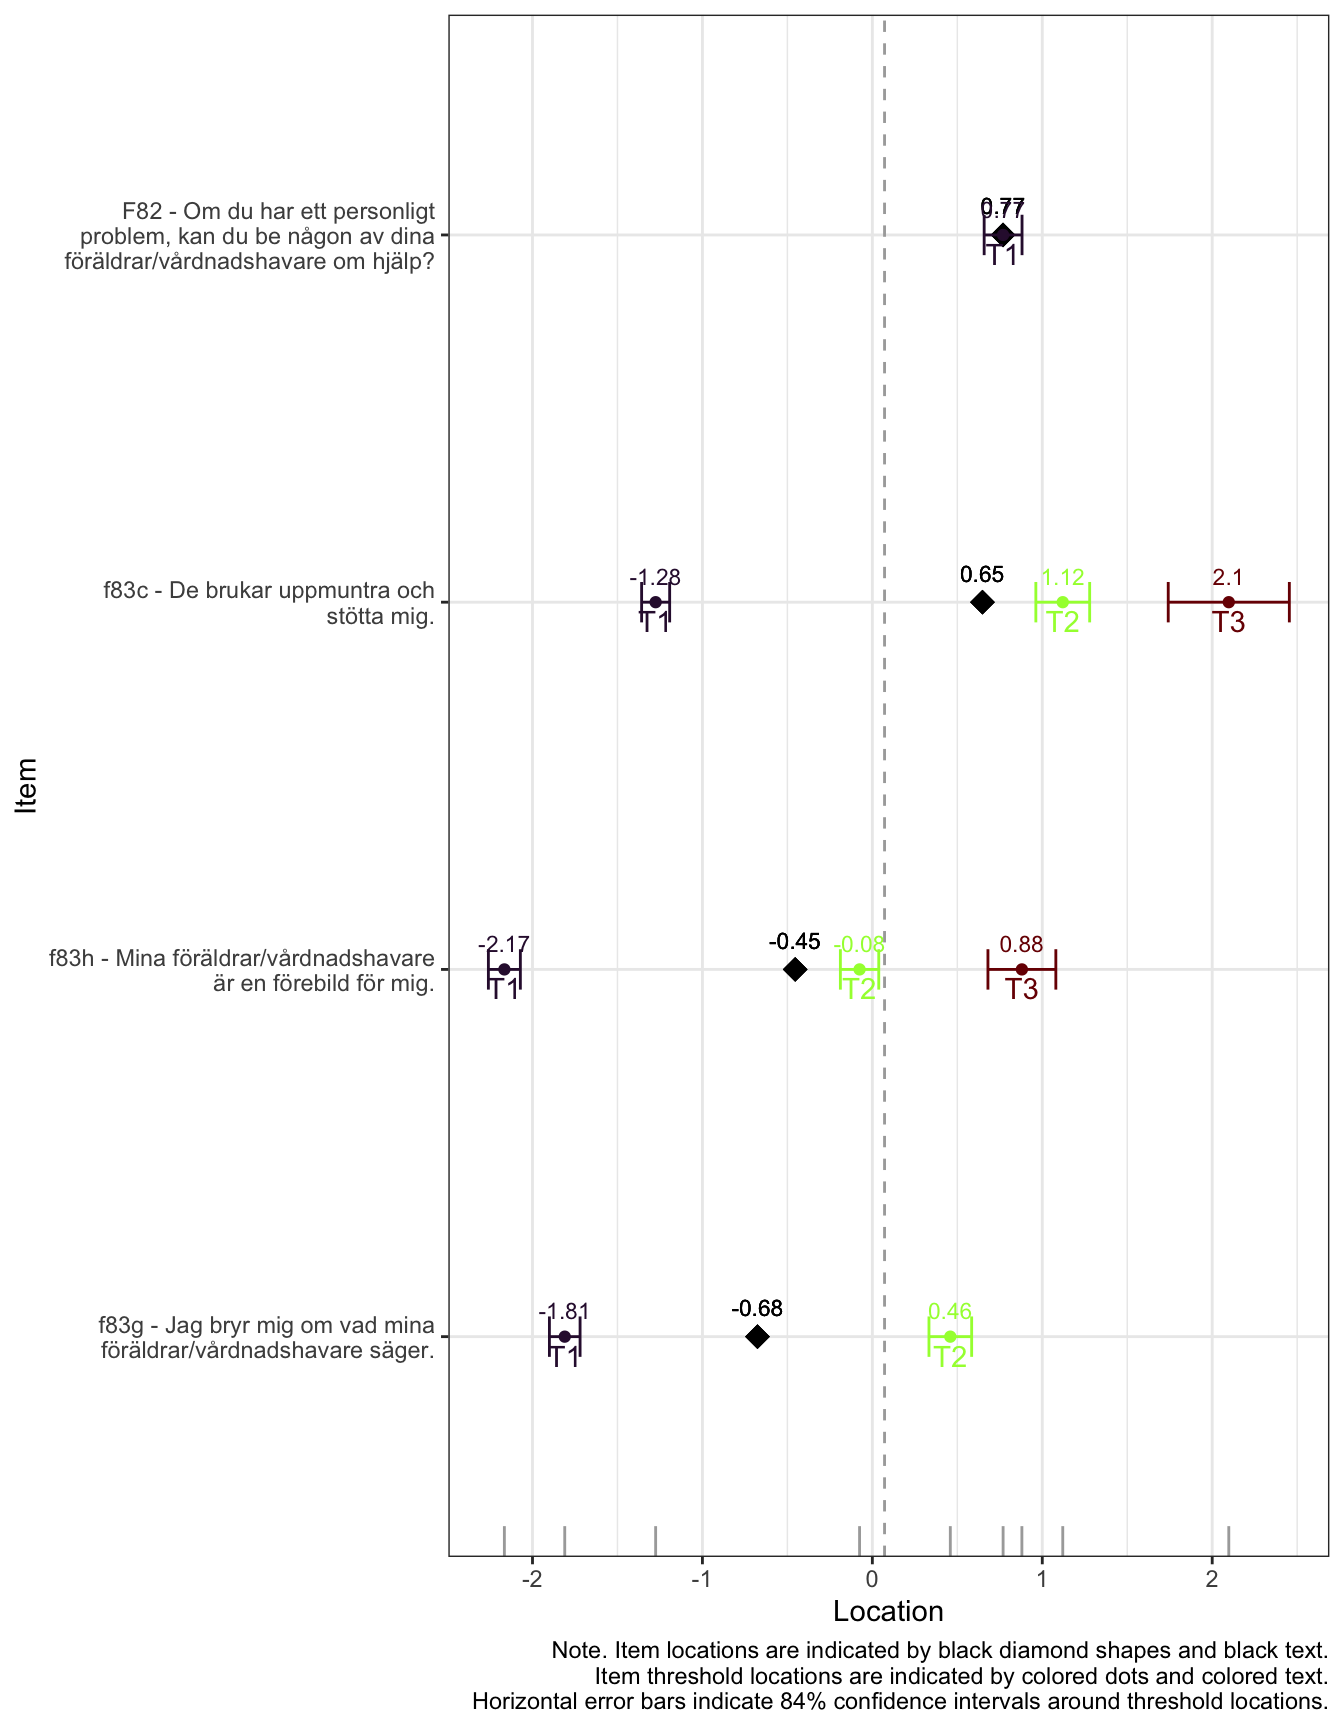 F82 - Om du har ett personligt
problem, kan du be någon av dina
föräldrar/vårdnadshavare om hjälp?
0.77
0.77
T1
f83c - De brukar uppmuntra och
stötta mig.
-1.28
0.65
1.12
2.1
T1
T2
T3
Item
f83h - Mina föräldrar/vårdnadshavare
är en förebild för mig.
-2.17
-0.45
-0.08
0.88
T1
T2
T3
f83g - Jag bryr mig om vad mina
föräldrar/vårdnadshavare säger.
-1.81
-0.68
0.46
T1
T2
-2
-1
0
1
2
Location
Note. Item locations are indicated by black diamond shapes and black text.
Item threshold locations are indicated by colored dots and colored text.
Horizontal error bars indicate 84% confidence intervals around threshold locations.